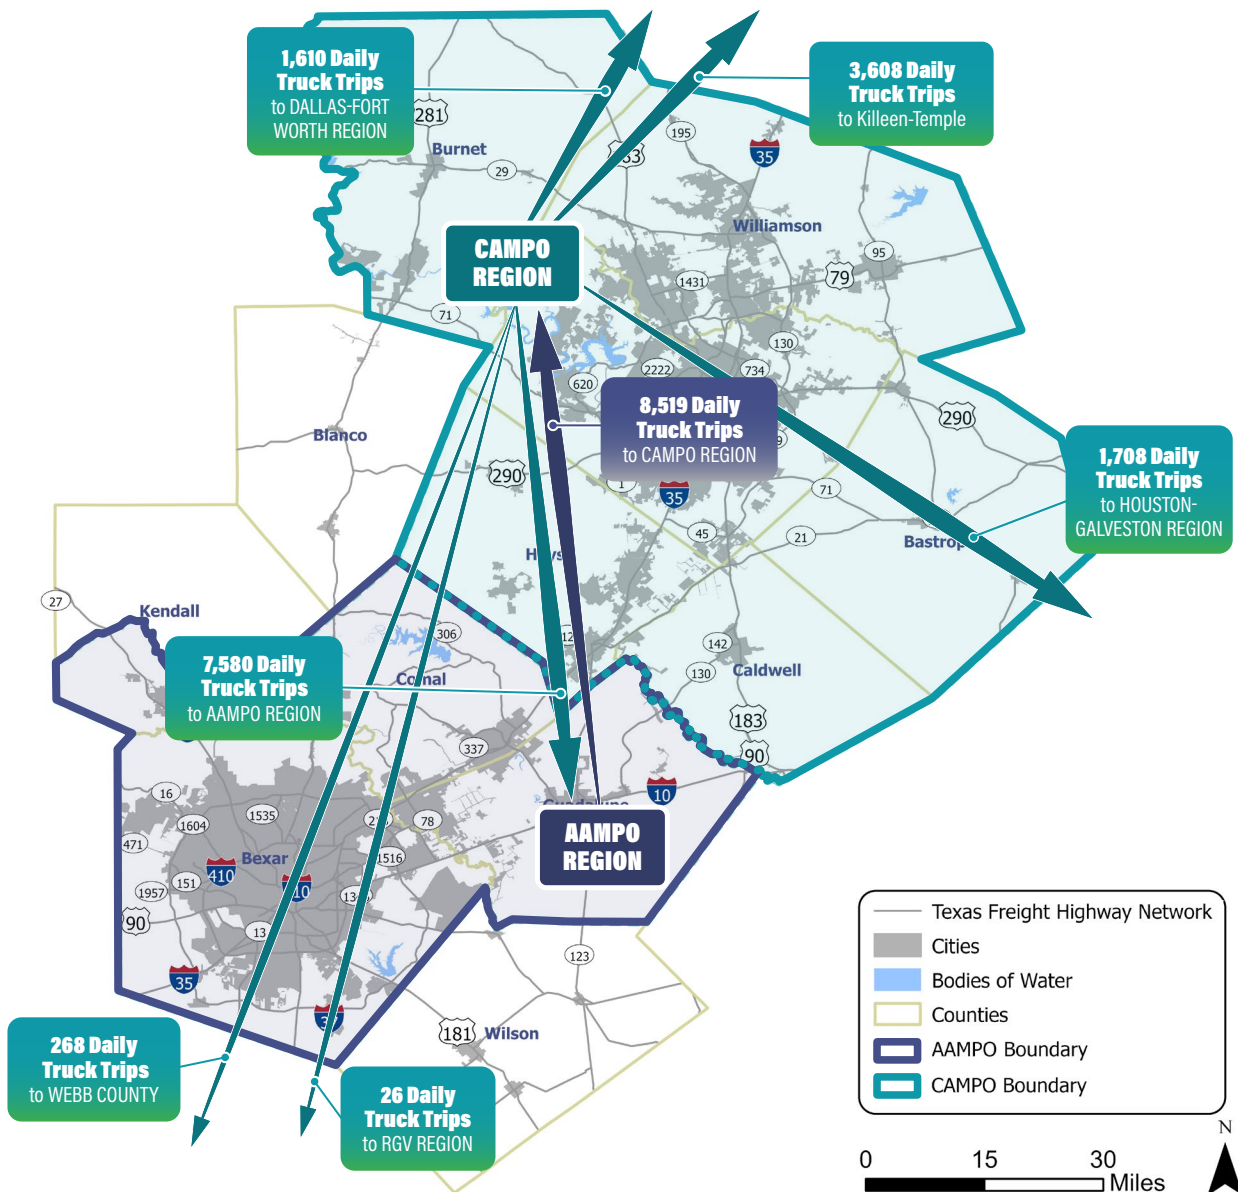 1,610 Daily
Truck Trips
to DALLAS-FORT
WORTH REGION
3,608 Daily
Truck Trips
to Killeen-Temple
281
Burnet
29
195
35
Williamson
95
79
CAMPO
REGION
1431
71
130
2222
734
620
8,519 Daily
Truck Trips
to CAMPO REGION
290
Blanco
290
1
35
71
1,708 Daily
Truck Trips
to HOUSTON-
GALVESTON REGION
45
21
Bastrop
27
Kendall
306
142
130
Caldwell
7,580 Daily
Truck Trips
to AAMPO REGION
Comal
183
90
337
10
16
1604
1535
78
Guadalupe
AAMPO
REGION
471
Bexar
1516
410
151
1957
90
13
35
123
181
Wilson
268 Daily
Truck Trips
to WEBB COUNTY
26 Daily
Truck Trips
to RGV REGION
Texas Freight Highway Network
Cities
Bodies of Water
Counties
AAMPO Boundary
CAMPO Boundary
N
0 15 30
Miles